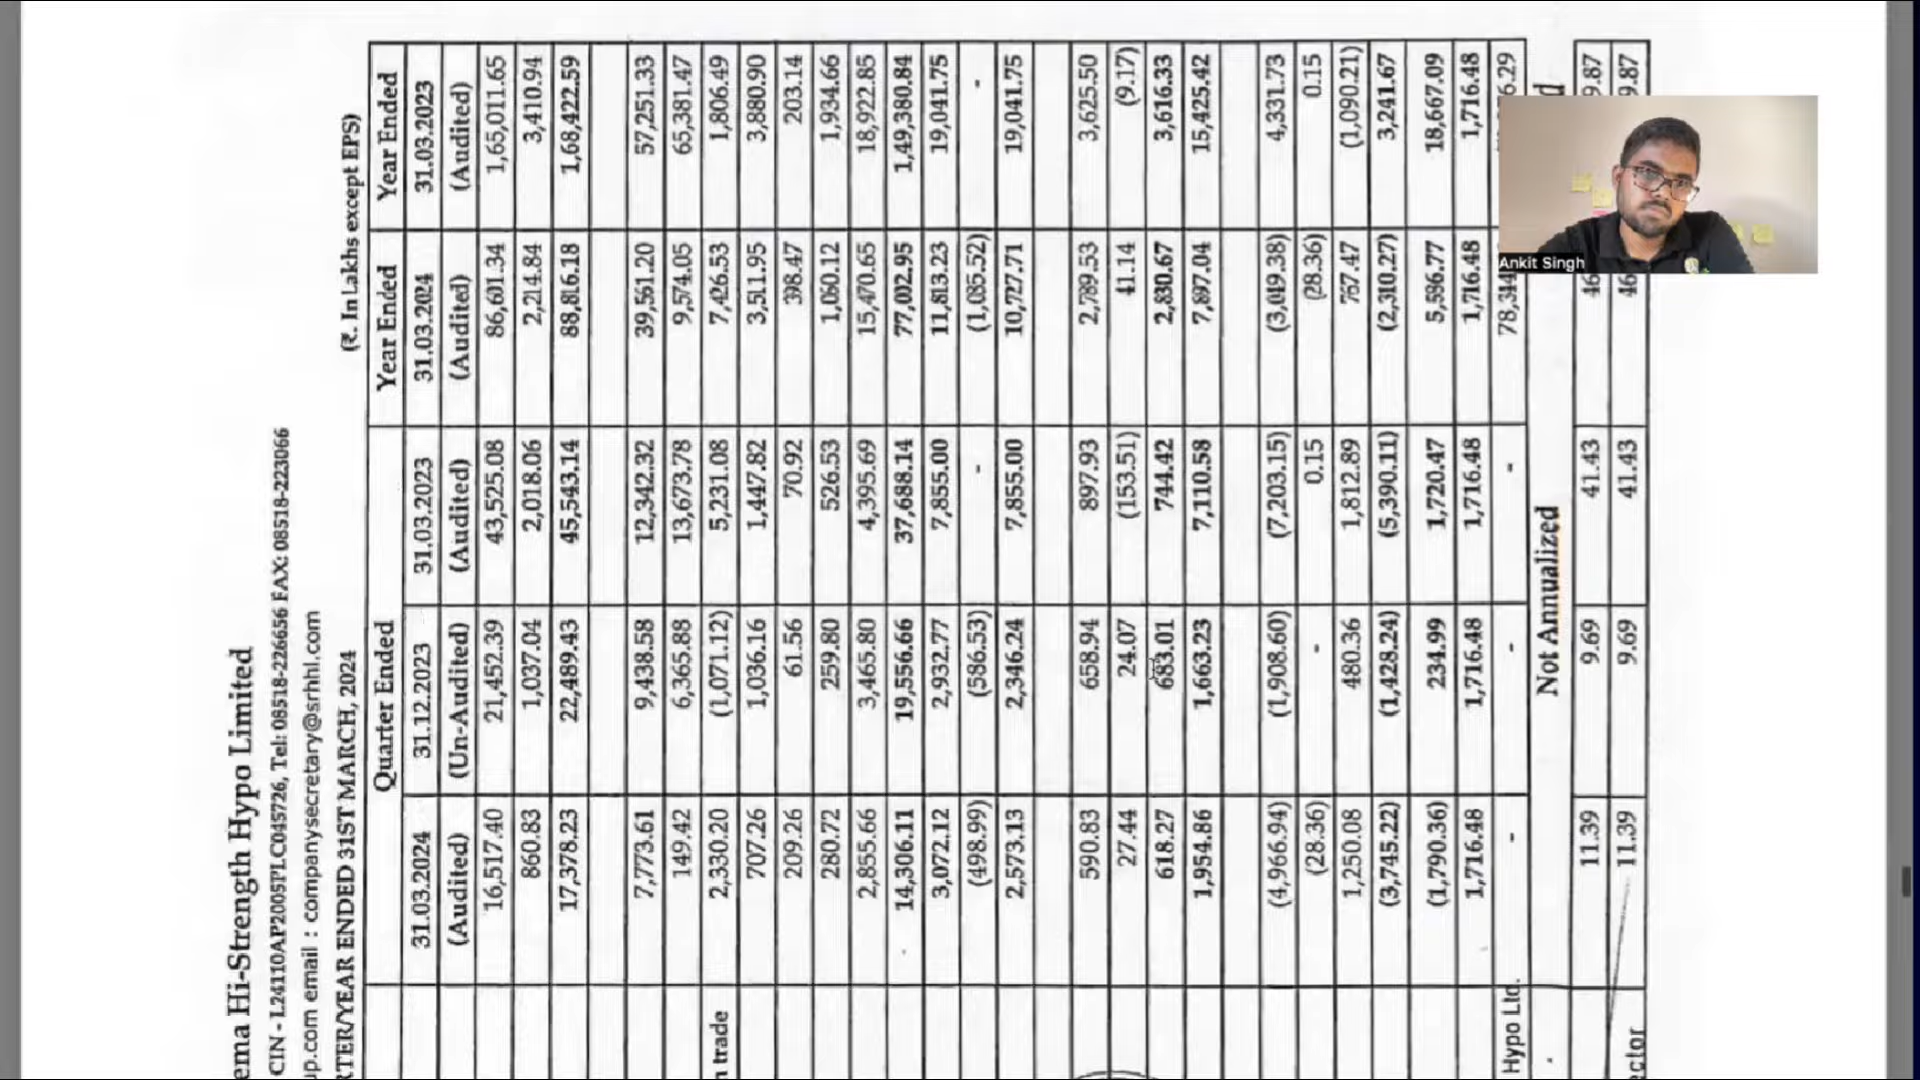 ema Hi-Strength Hypo Limited
CIN - L24110AP2005PLC045726, Tel: 08518-226656 FAX: 08518-223066
up.com email : companysecretary@srhhl.com
RTER/YEAR ENDED 31ST MARCH, 2024
(₹. In Lakhs except EPS)
Quarter Ended Year Ended Year Ended
31.03.2024 31.12.2023 31.03.2023 31.03.2024 31.03.2023
(Audited) (Un-Audited) (Audited) (Audited) (Audited)
16,517.40 21,452.39 43,525.08 86,601.34 1,65,011.65
860.83 1,037.04 2,018.06 2,214.84 3,410.94
17,378.23 22,489.43 45,543.14 88,816.18 1,68,422.59
7,773.61 9,438.58 12,342.32 39,561.20 57,251.33
149.42 6,365.88 13,673.78 9,574.05 65,381.47
n trade 2,330.20 (1,071.12) 5,231.08 7,426.53 1,806.49
707.26 1,036.16 1,447.82 3,511.95 3,880.90
209.26 61.56 70.92 398.47 203.14
280.72 259.80 526.53 1,060.12 1,934.66
2,855.66 3,465.80 4,395.69 15,470.65 18,922.85
14,306.11 19,556.66 37,688.14 77,002.95 1,49,380.84
3,072.12 2,932.77 7,855.00 11,813.23 19,041.75
(498.99) (586.53) - (1,085.52) -
2,573.13 2,346.24 7,855.00 10,727.71 19,041.75
590.83 658.94 897.93 2,789.53 3,625.50
27.44 24.07 (153.51) 41.14 (9.17)
618.27 683.01 744.42 2,830.67 3,616.33
1,954.86 1,663.23 7,110.58 7,897.04 15,425.42
(4,966.94) (1,908.60) (7,203.15) (3,049.38) 4,331.73
(28.36) - 0.15 (28.36) 0.15
1,250.08 480.36 1,812.89 767.47 (1,090.21)
(3,745.22) (1,428.24) (5,390.11) (2,310.27) 3,241.67
(1,790.36) 234.99 1,720.47 5,586.77 18,667.09
1,716.48 1,716.48 1,716.48 1,716.48 1,716.48
Hypo Ltd. - - - 78,344 6.29
Not Annualized d
11.39 9.69 41.43 46 9.87
ector 11.39 9.69 41.43 46 9.87
Ankit Singh